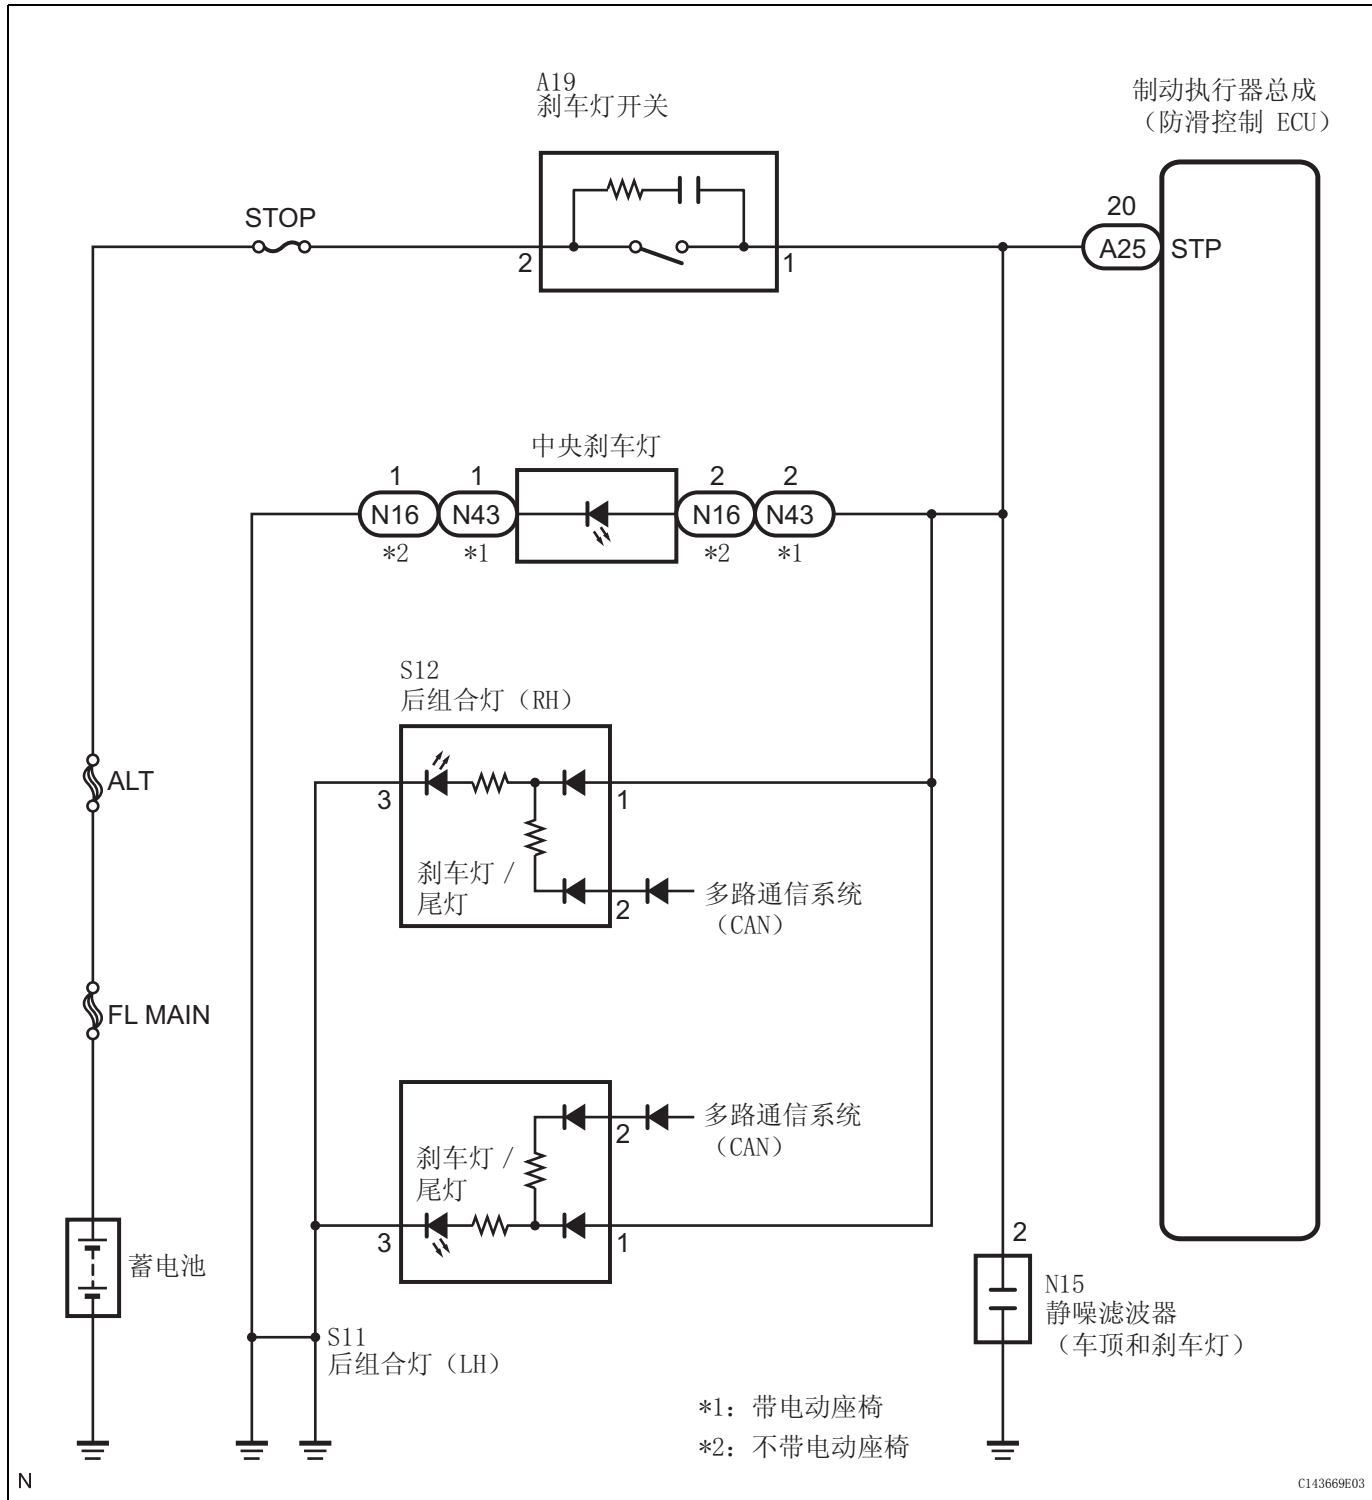 A19
刹车灯开关
制动执行器总成
（防滑控制 ECU）
STOP
2
1
20
A25
STP
中央刹车灯
1
1
2
2
N16
N43
N16
N43
*2
*1
*2
*1
S12
后组合灯（RH）
ALT
3
1
刹车灯 /
尾灯
2
多路通信系统
（CAN）
FL MAIN
多路通信系统
（CAN）
2
刹车灯 /
尾灯
3
1
2
蓄电池
N15
静噪滤波器
（车顶和刹车灯）
S11
后组合灯（LH）
*1：带电动座椅
*2：不带电动座椅
N
C143669E03